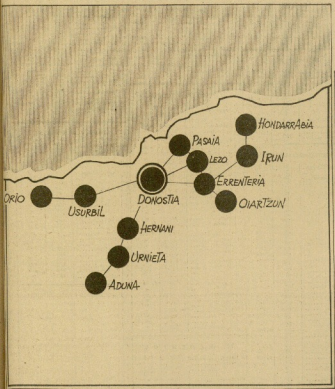 HONDARRABIA
PASAIA
LEZO
IRUN
ERRENTERIA
ORIO
USURBIL
DONOSTIA
OIARTZUN
HERNANI
URNIETA
ADUNA